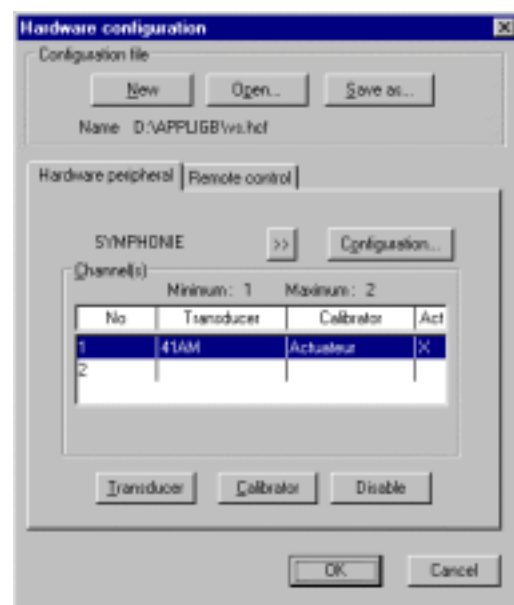 Hardware configuration
Configuration file
New Open... Save as...
Name D:\APPLIGB\vs.hcf
Hardware peripheral Remote control
SYMPHONIE >> Configuration...
Channel(s)
Minimum : 1 Maximum : 2
No Transducer Calibrator Act
1 41AM Actuateur X
2
Transducer Calibrator Disable
OK Cancel